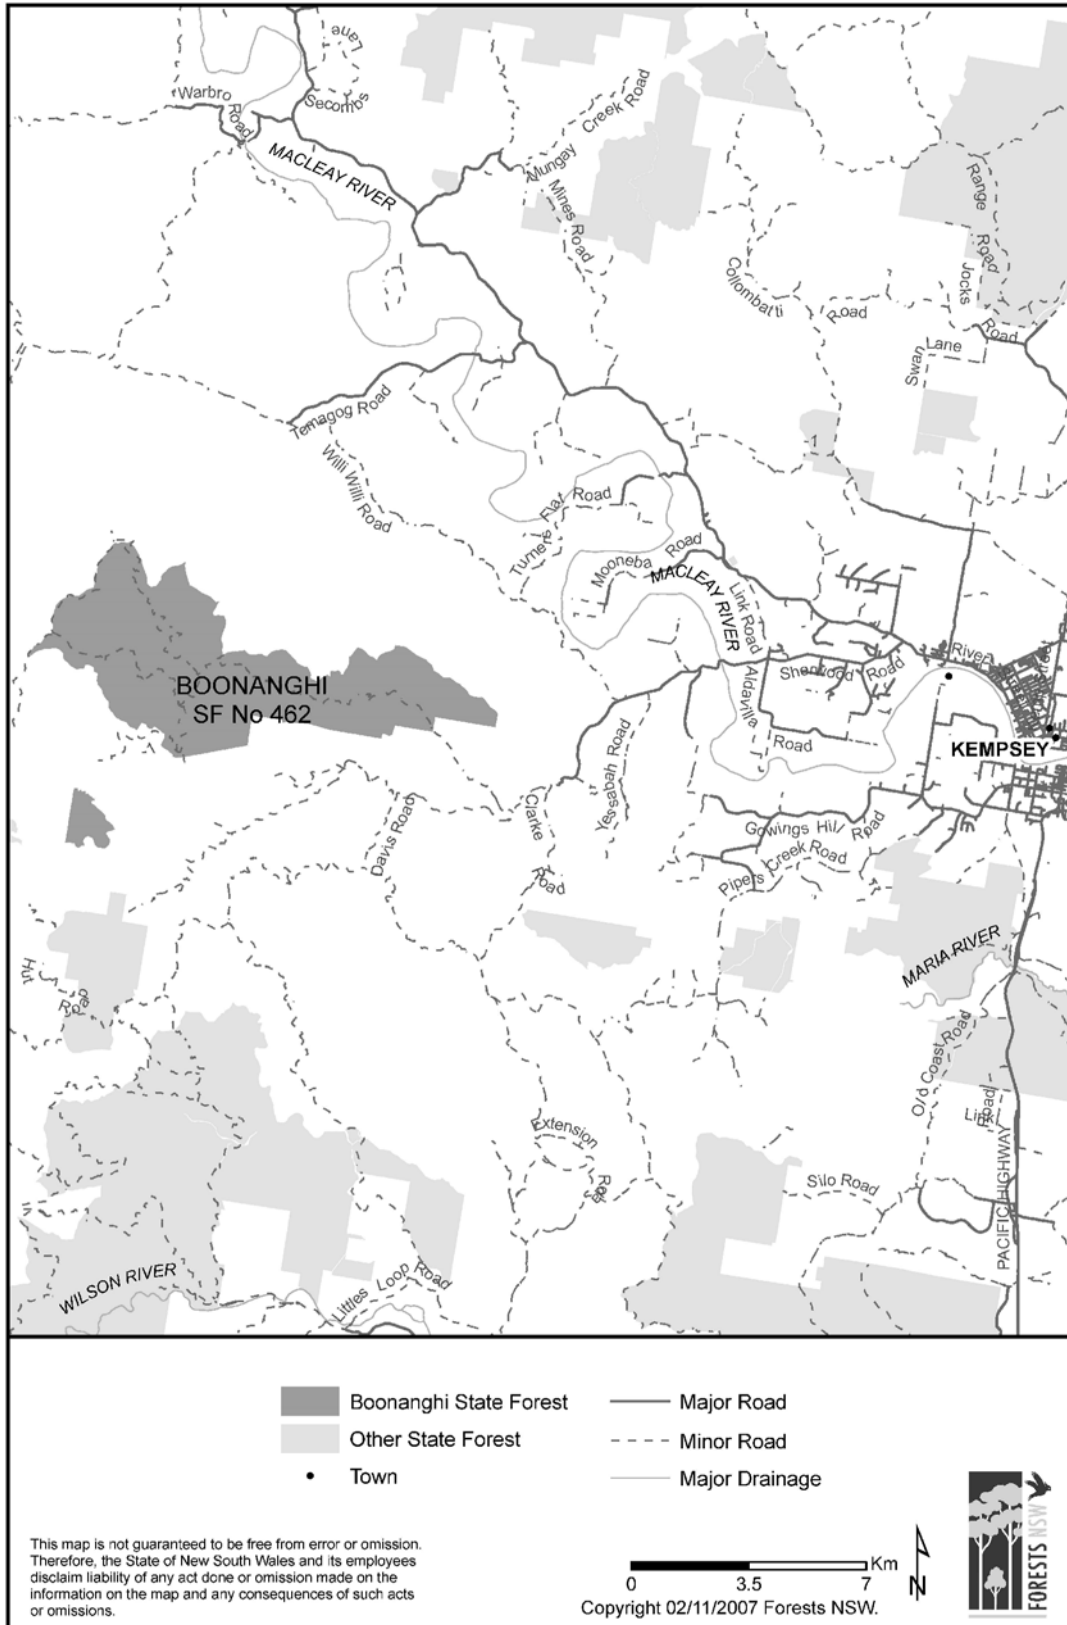 Lane
Secombs
Warbro
Road
MACLEAY RIVER
Mungay Creek Road
Mines Road
Range
Road
Collombatti
Road
Jocks
Road
Swan
Lane
Temagog Road
Willi Willi Road
1
Turners Flat Road
Mooneba Road
MACLEAY RIVER
Link Road
River
Street
Sherwood Road
Aldavilla
Road
BOONANGHI
SF No 462
KEMPSEY
Yessabah Road
Clarke
Road
Davis Road
Gowings Hill Road
Pipers Creek Road
MARIA RIVER
Hut
Road
Old Coast Road
Link
Road
Extension
Road
Silo Road
PACIFIC HIGHWAY
WILSON RIVER
Littles Loop Road
Boonanghi State Forest
Other State Forest
Town
Major Road
Minor Road
Major Drainage
This map is not guaranteed to be free from error or omission.
Therefore, the State of New South Wales and its employees
disclaim liability of any act done or omission made on the
information on the map and any consequences of such acts
or omissions.
Km
0 3.5 7
Copyright 02/11/2007 Forests NSW.
N
FORESTS NSW